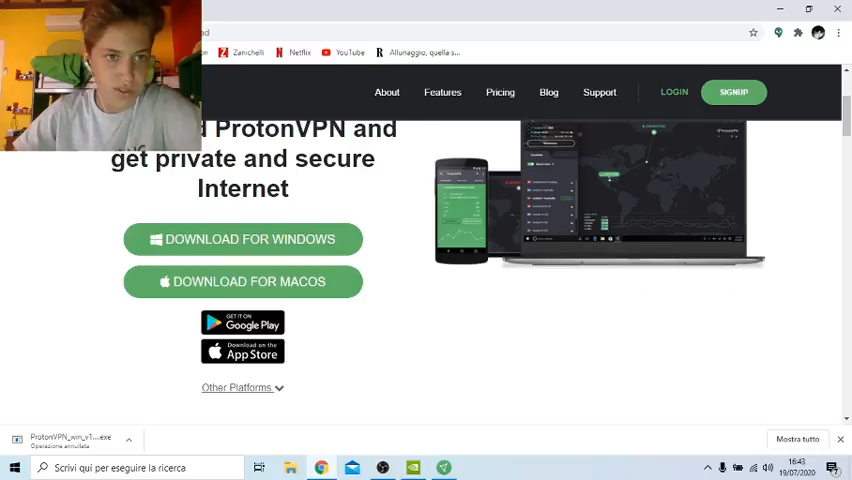 Zanichelli
Netflix
YouTube
Allunaggio, quella s...
About
Features
Pricing
Blog
Support
LOGIN
SIGNUP
ProtonVPN and
get private and secure
Internet
DOWNLOAD FOR WINDOWS
DOWNLOAD FOR MACOS
GET IT ON
Google Play
Download on the
App Store
Other Platforms
ProtonVPN_win_v1....exe
Operazione annullata
Mostra tutto
Scrivi qui per eseguire la ricerca
16:43
19/07/2020